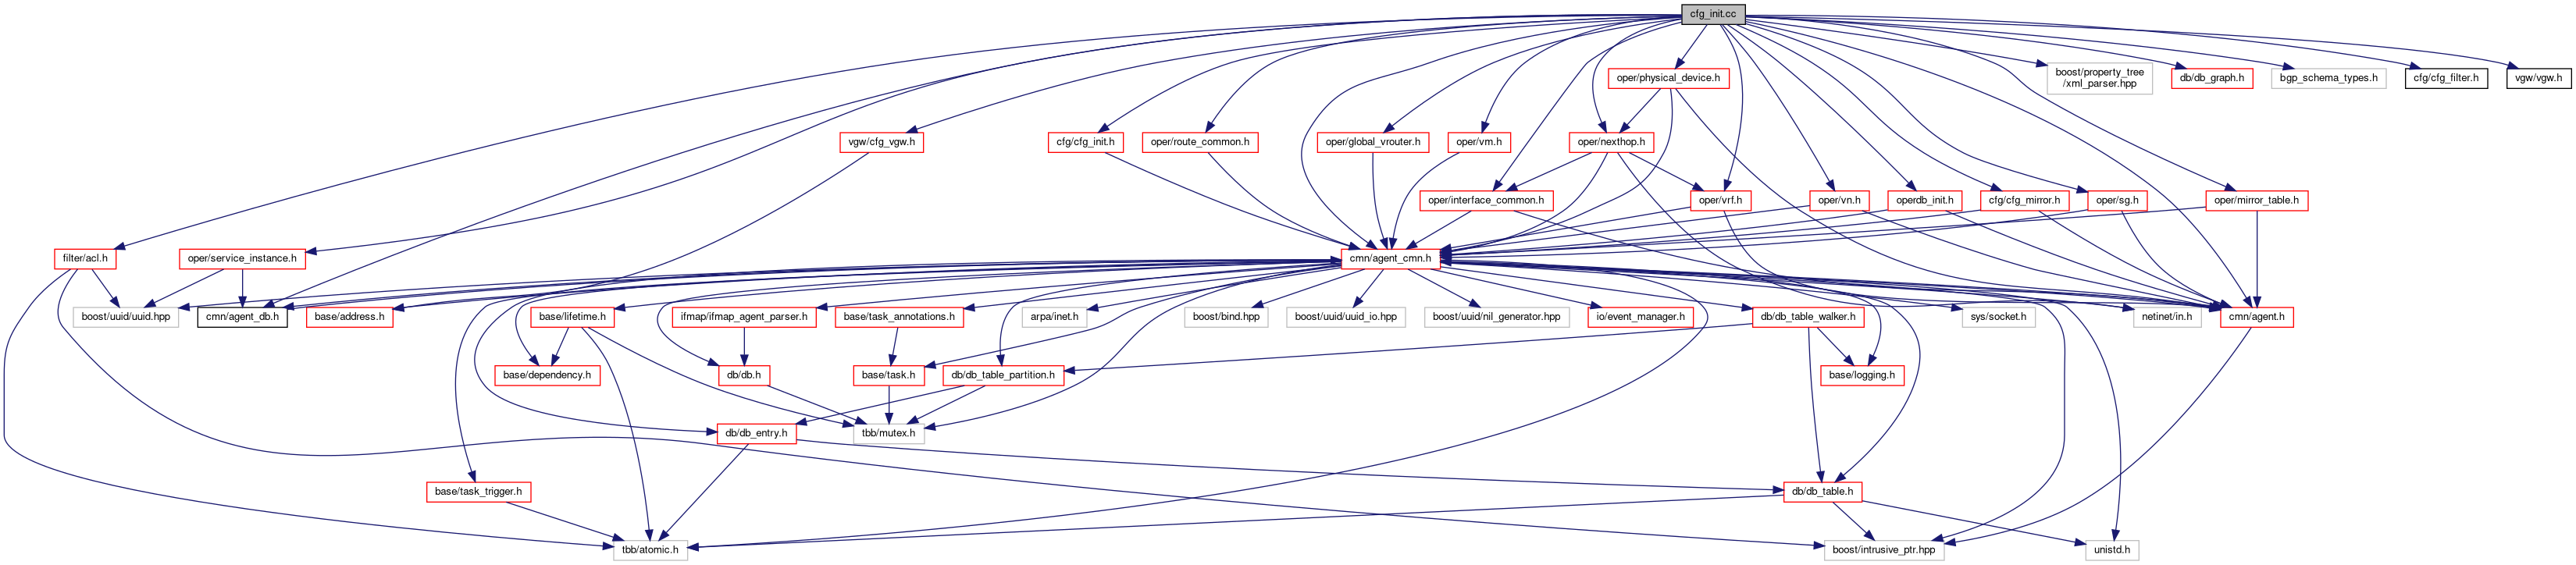 cfg_init.cc
oper/physical_device.h
boost/property_tree
/xml_parser.hpp
db/db_graph.h
bgp_schema_types.h
cfg/cfg_filter.h
vgw/vgw.h
vgw/cfg_vgw.h
cfg/cfg_init.h
oper/route_common.h
oper/global_vrouter.h
oper/vm.h
oper/nexthop.h
oper/interface_common.h
oper/vrf.h
oper/vn.h
operdb_init.h
cfg/cfg_mirror.h
oper/sg.h
oper/mirror_table.h
filter/acl.h
oper/service_instance.h
cmn/agent_cmn.h
boost/uuid/uuid.hpp
cmn/agent_db.h
base/address.h
base/lifetime.h
ifmap/ifmap_agent_parser.h
base/task_annotations.h
arpa/inet.h
boost/bind.hpp
boost/uuid/uuid_io.hpp
boost/uuid/nil_generator.hpp
io/event_manager.h
db/db_table_walker.h
sys/socket.h
netinet/in.h
cmn/agent.h
base/dependency.h
db/db.h
base/task.h
db/db_table_partition.h
base/logging.h
db/db_entry.h
tbb/mutex.h
base/task_trigger.h
db/db_table.h
tbb/atomic.h
boost/intrusive_ptr.hpp
unistd.h